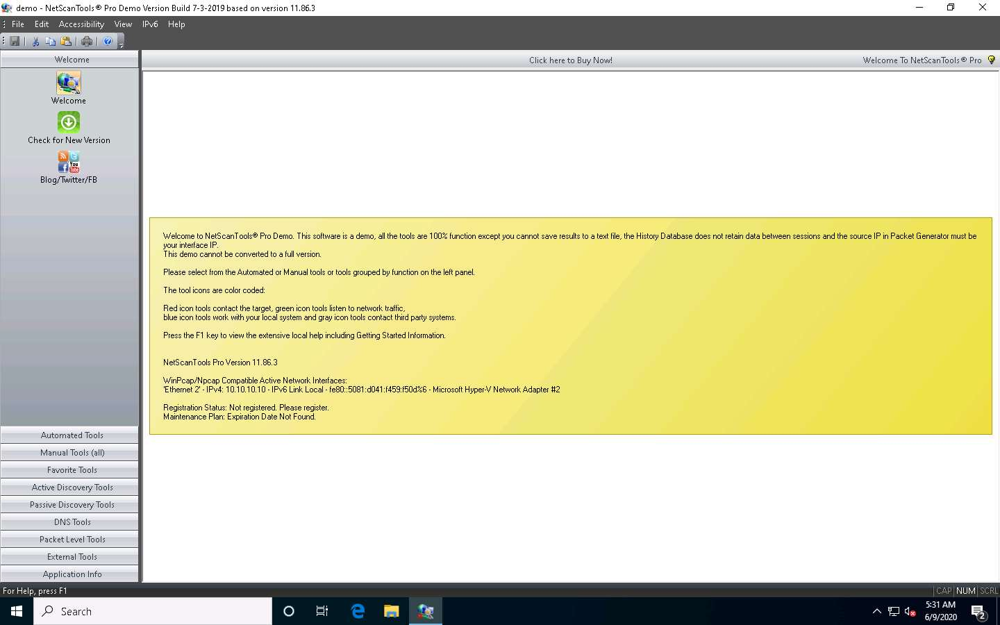 demo - NetScanTools® Pro Demo Version Build 7-3-2019 based on version 11.86.3
File Edit Accessibility View IPv6 Help
Welcome
Click here to Buy Now!
Welcome To NetScanTools® Pro
Welcome
Check for New Version
You
Tube
Blog/Twitter/FB
Welcome to NetScanTools® Pro Demo. This software is a demo, all the tools are 100% function except you cannot save results to a text file, the History Database does not retain data between sessions and the source IP in Packet Generator must be
your interface IP.
This demo cannot be converted to a full version.
Please select from the Automated or Manual tools or tools grouped by function on the left panel.
The tool icons are color coded:
Red icon tools contact the target, green icon tools listen to network traffic,
blue icon tools work with your local system and gray icon tools contact third party systems.
Press the F1 key to view the extensive local help including Getting Started Information.
NetScanTools Pro Version 11.86.3
WinPcap/Npcap Compatible Active Network Interfaces:
'Ethernet 2' - IPv4: 10.10.10.10 - IPv6 Link Local - fe80::5081:d041:f459:f50d%6 - Microsoft Hyper-V Network Adapter #2
Registration Status: Not registered. Please register.
Maintenance Plan: Expiration Date Not Found.
Automated Tools
Manual Tools (all)
Favorite Tools
Active Discovery Tools
Passive Discovery Tools
DNS Tools
Packet Level Tools
External Tools
Application Info
For Help, press F1
CAP NUM SCRL
Search
5:31 AM
6/9/2020
2